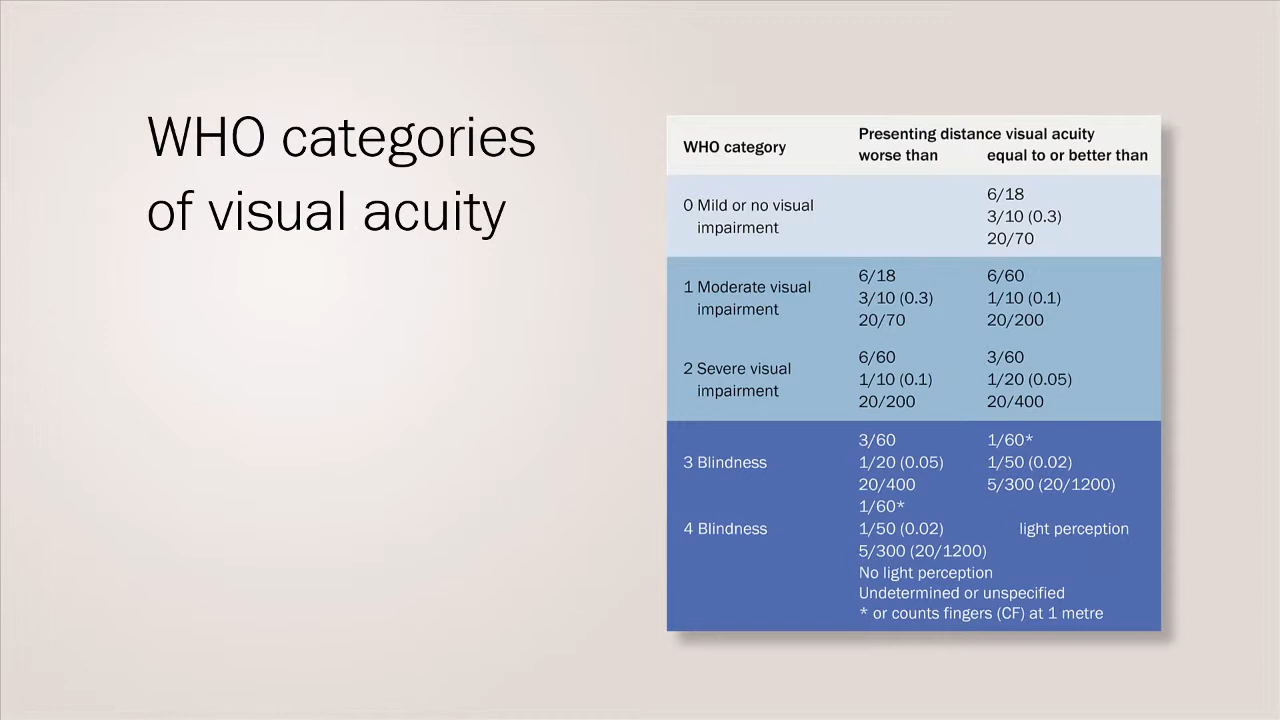 WHO categories
of visual acuity
WHO category
Presenting distance visual acuity
worse than equal to or better than
0 Mild or no visual
impairment
6/18
3/10 (0.3)
20/70
1 Moderate visual
impairment
6/18 6/60
3/10 (0.3) 1/10 (0.1)
20/70 20/200
2 Severe visual
impairment
6/60 3/60
1/10 (0.1) 1/20 (0.05)
20/200 20/400
3 Blindness
3/60 1/60*
1/20 (0.05) 1/50 (0.02)
20/400 5/300 (20/1200)
4 Blindness
1/60*
1/50 (0.02) light perception
5/300 (20/1200)
No light perception
Undetermined or unspecified
* or counts fingers (CF) at 1 metre